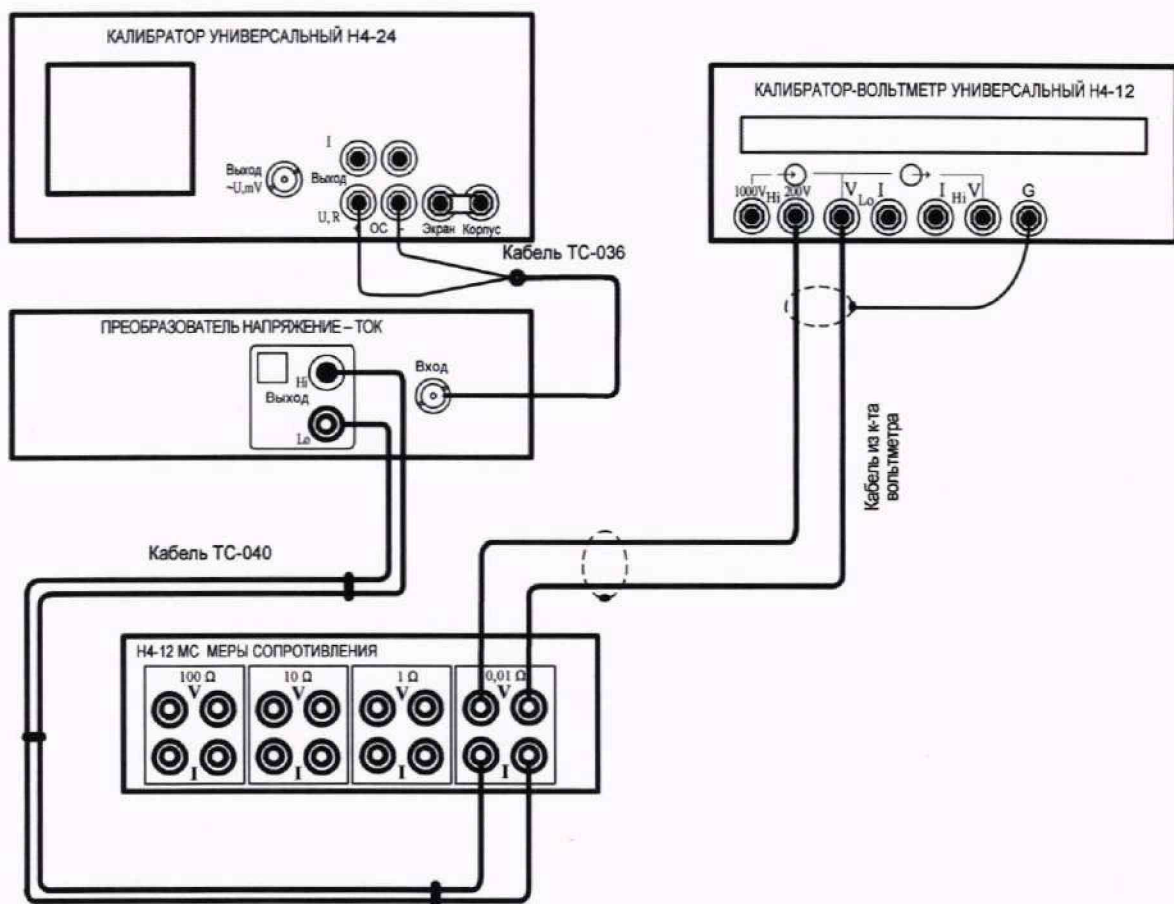 КАЛИБРАТОР УНИВЕРСАЛЬНЫЙ Н4-24
I
Выход
~U,mV
Выход
U, R
+ ОС -
Экран
Корпус
Кабель ТС-036
КАЛИБРАТОР-ВОЛЬТМЕТР УНИВЕРСАЛЬНЫЙ Н4-12
1000V Hi 200V V Lo I I Hi V G
ПРЕОБРАЗОВАТЕЛЬ НАПРЯЖЕНИЕ – ТОК
Hi
Выход
Lo
Вход
Кабель из к-та
вольтметра
Кабель ТС-040
Н4-12 МС МЕРЫ СОПРОТИВЛЕНИЯ
100 Ω 10 Ω 1 Ω 0,01 Ω
V V V V
I I I I